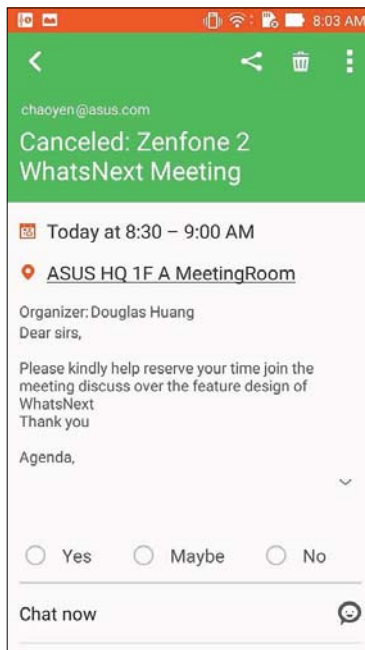 8:03 AM
chaoyen@asus.com
Canceled: Zenfone 2
WhatsNext Meeting
Today at 8:30 – 9:00 AM
ASUS HQ 1F A MeetingRoom
Organizer: Douglas Huang
Dear sirs,
Please kindly help reserve your time join the
meeting discuss over the feature design of
WhatsNext
Thank you
Agenda,
Yes Maybe No
Chat now